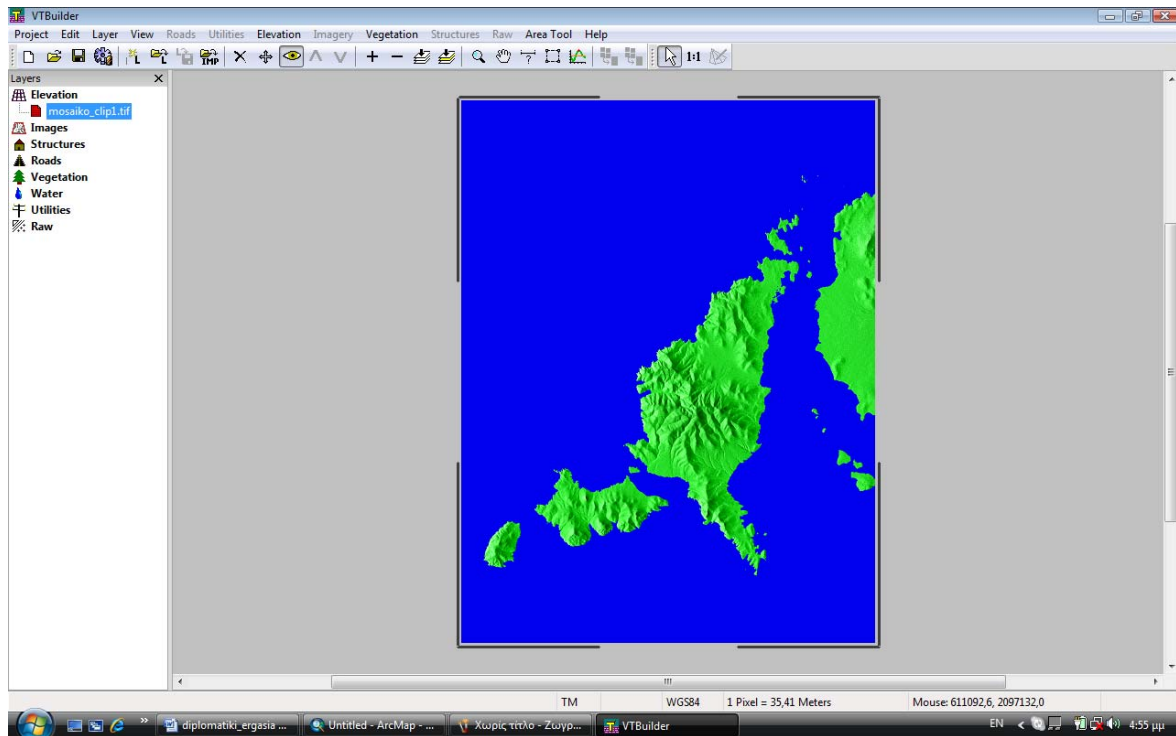 VTBuilder
Project Edit Layer View Roads Utilities Elevation Imagery Vegetation Structures Raw Area Tool Help
L L IMP 1:1
Layers
Elevation
mosaiko_clip1.tif
Images
Structures
Roads
Vegetation
Water
Utilities
Raw
TM WGS84 1 Pixel = 35,41 Meters Mouse: 611092,6, 2097132,0
diplomatiki_ergasia ... Untitled - ArcMap - ... Χωρίς τίτλο - Ζωγρ... VTBuilder EN 4:55 μμ